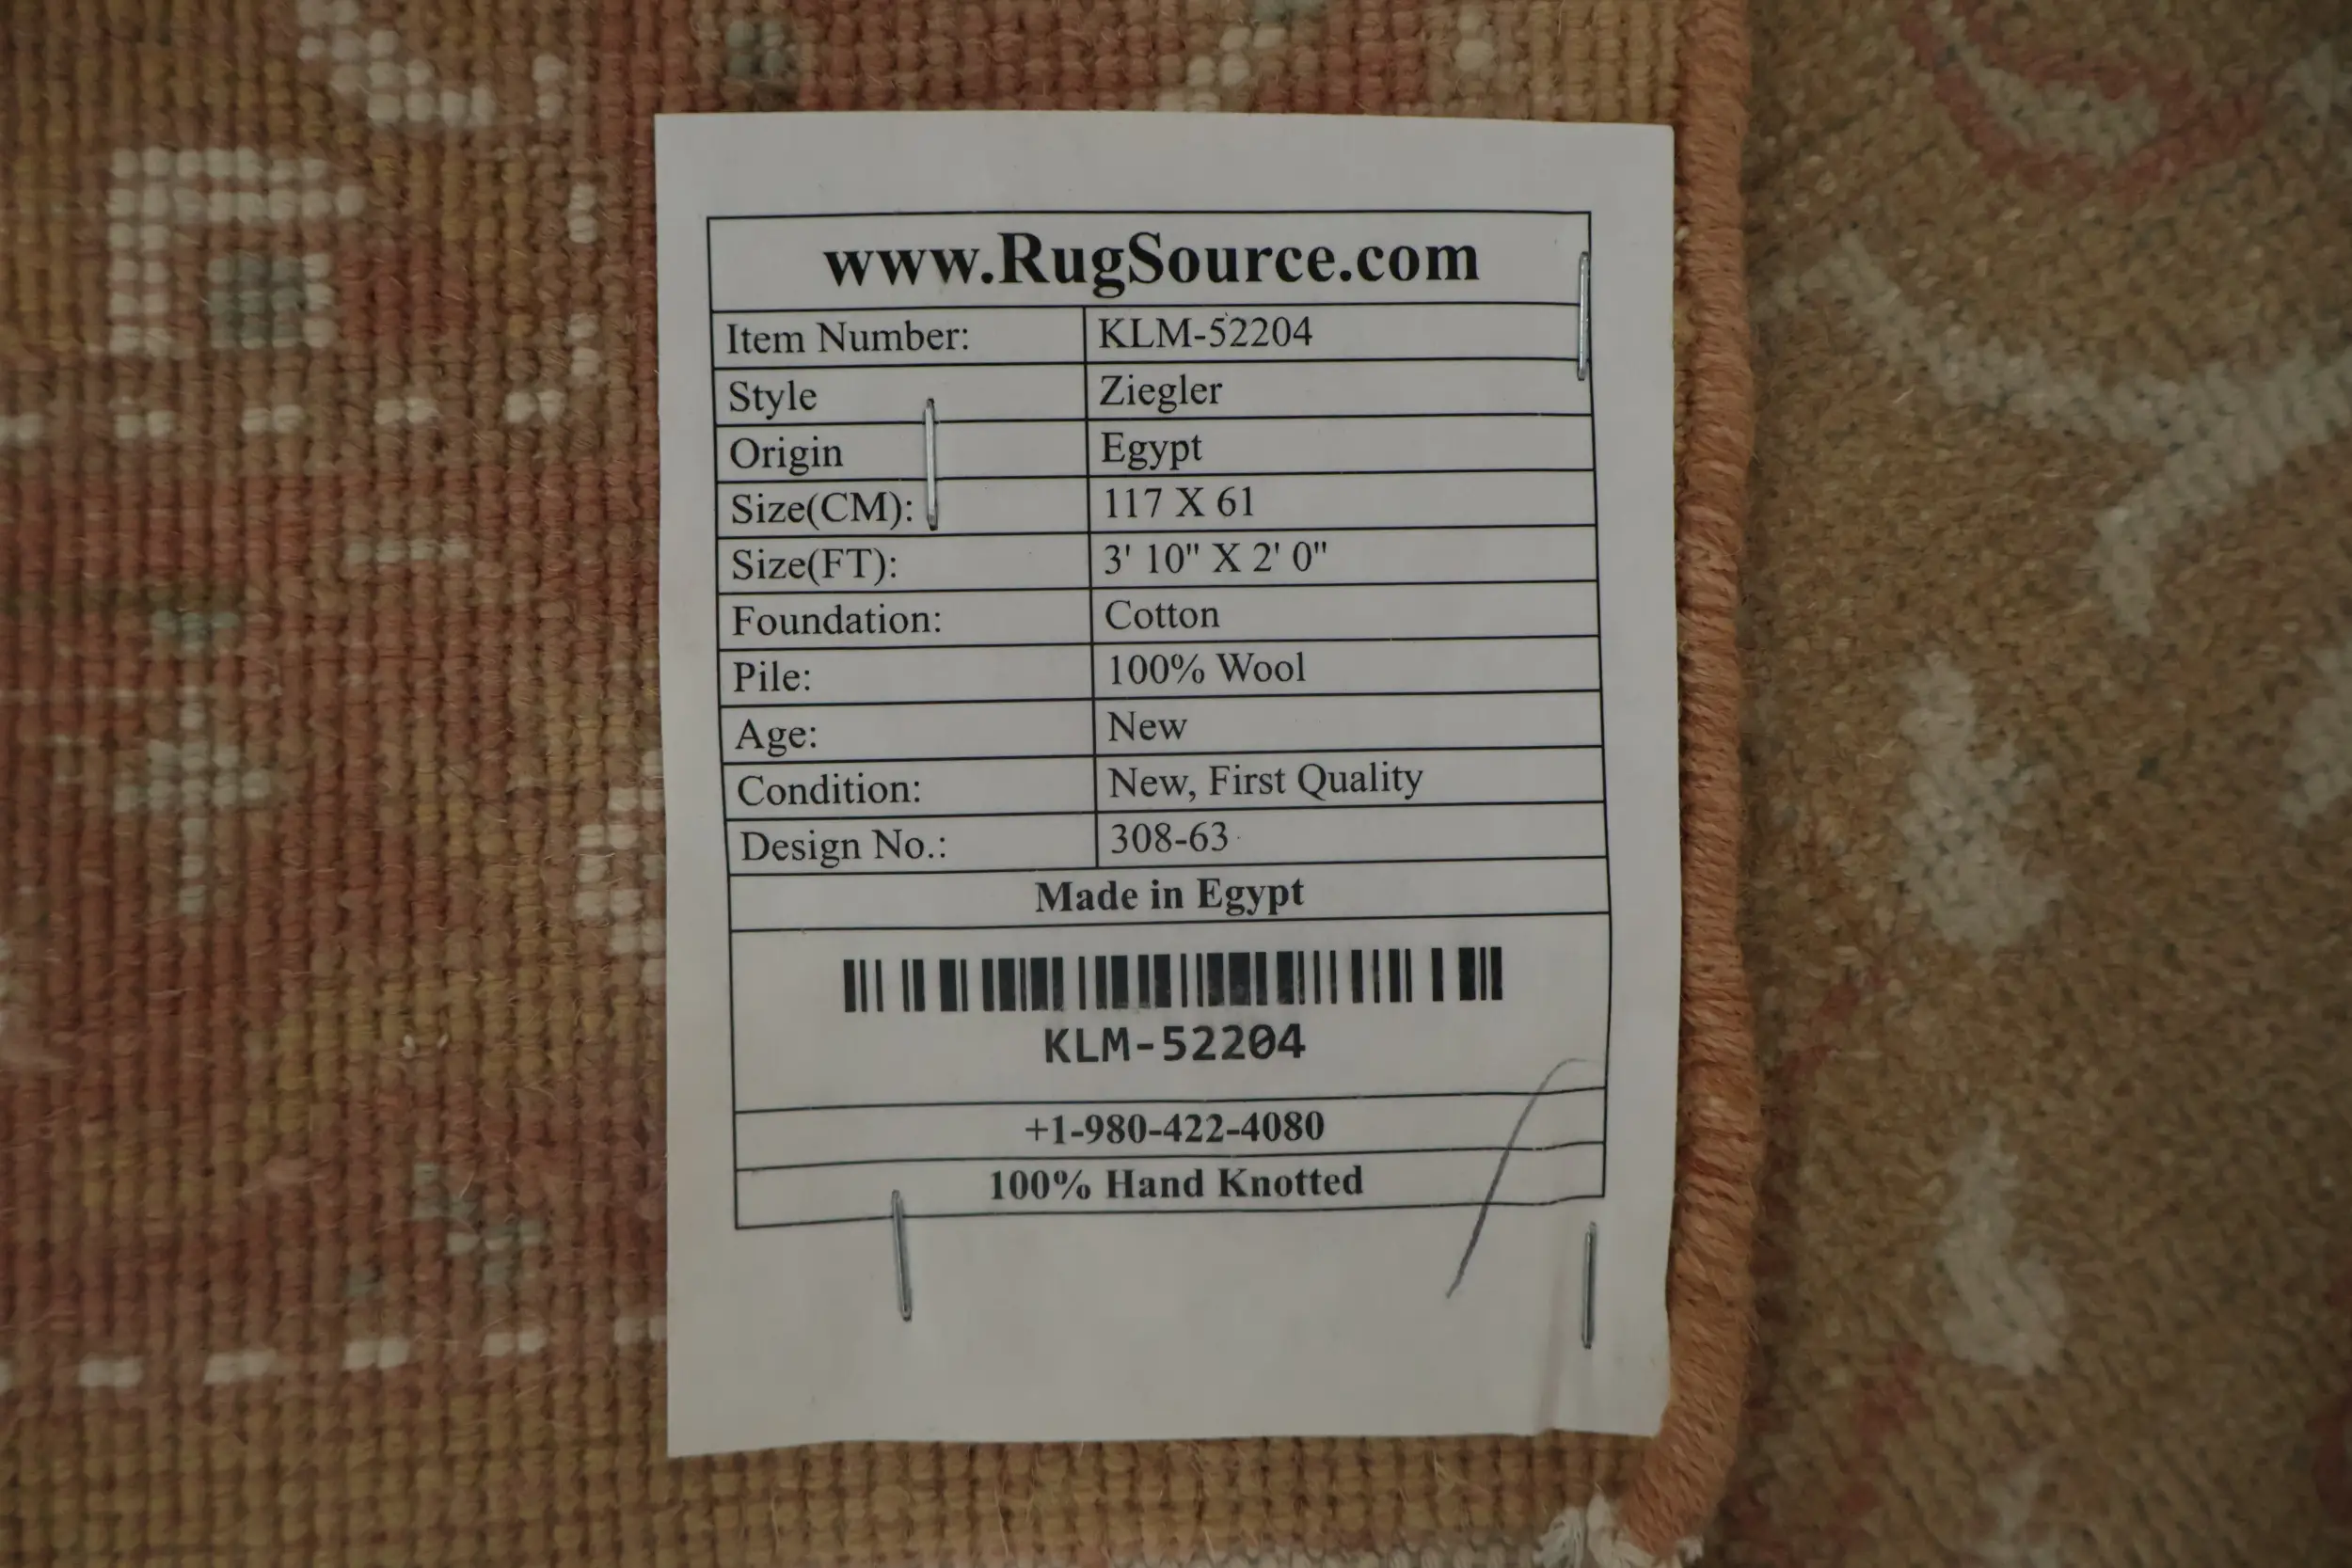 www.RugSource.com
Item Number: KLM-52204
Style Ziegler
Origin Egypt
Size(CM): 117 X 61
Size(FT): 3' 10" X 2' 0"
Foundation: Cotton
Pile: 100% Wool
Age: New
Condition: New, First Quality
Design No.: 308-63
Made in Egypt
KLM-52204
+1-980-422-4080
100% Hand Knotted